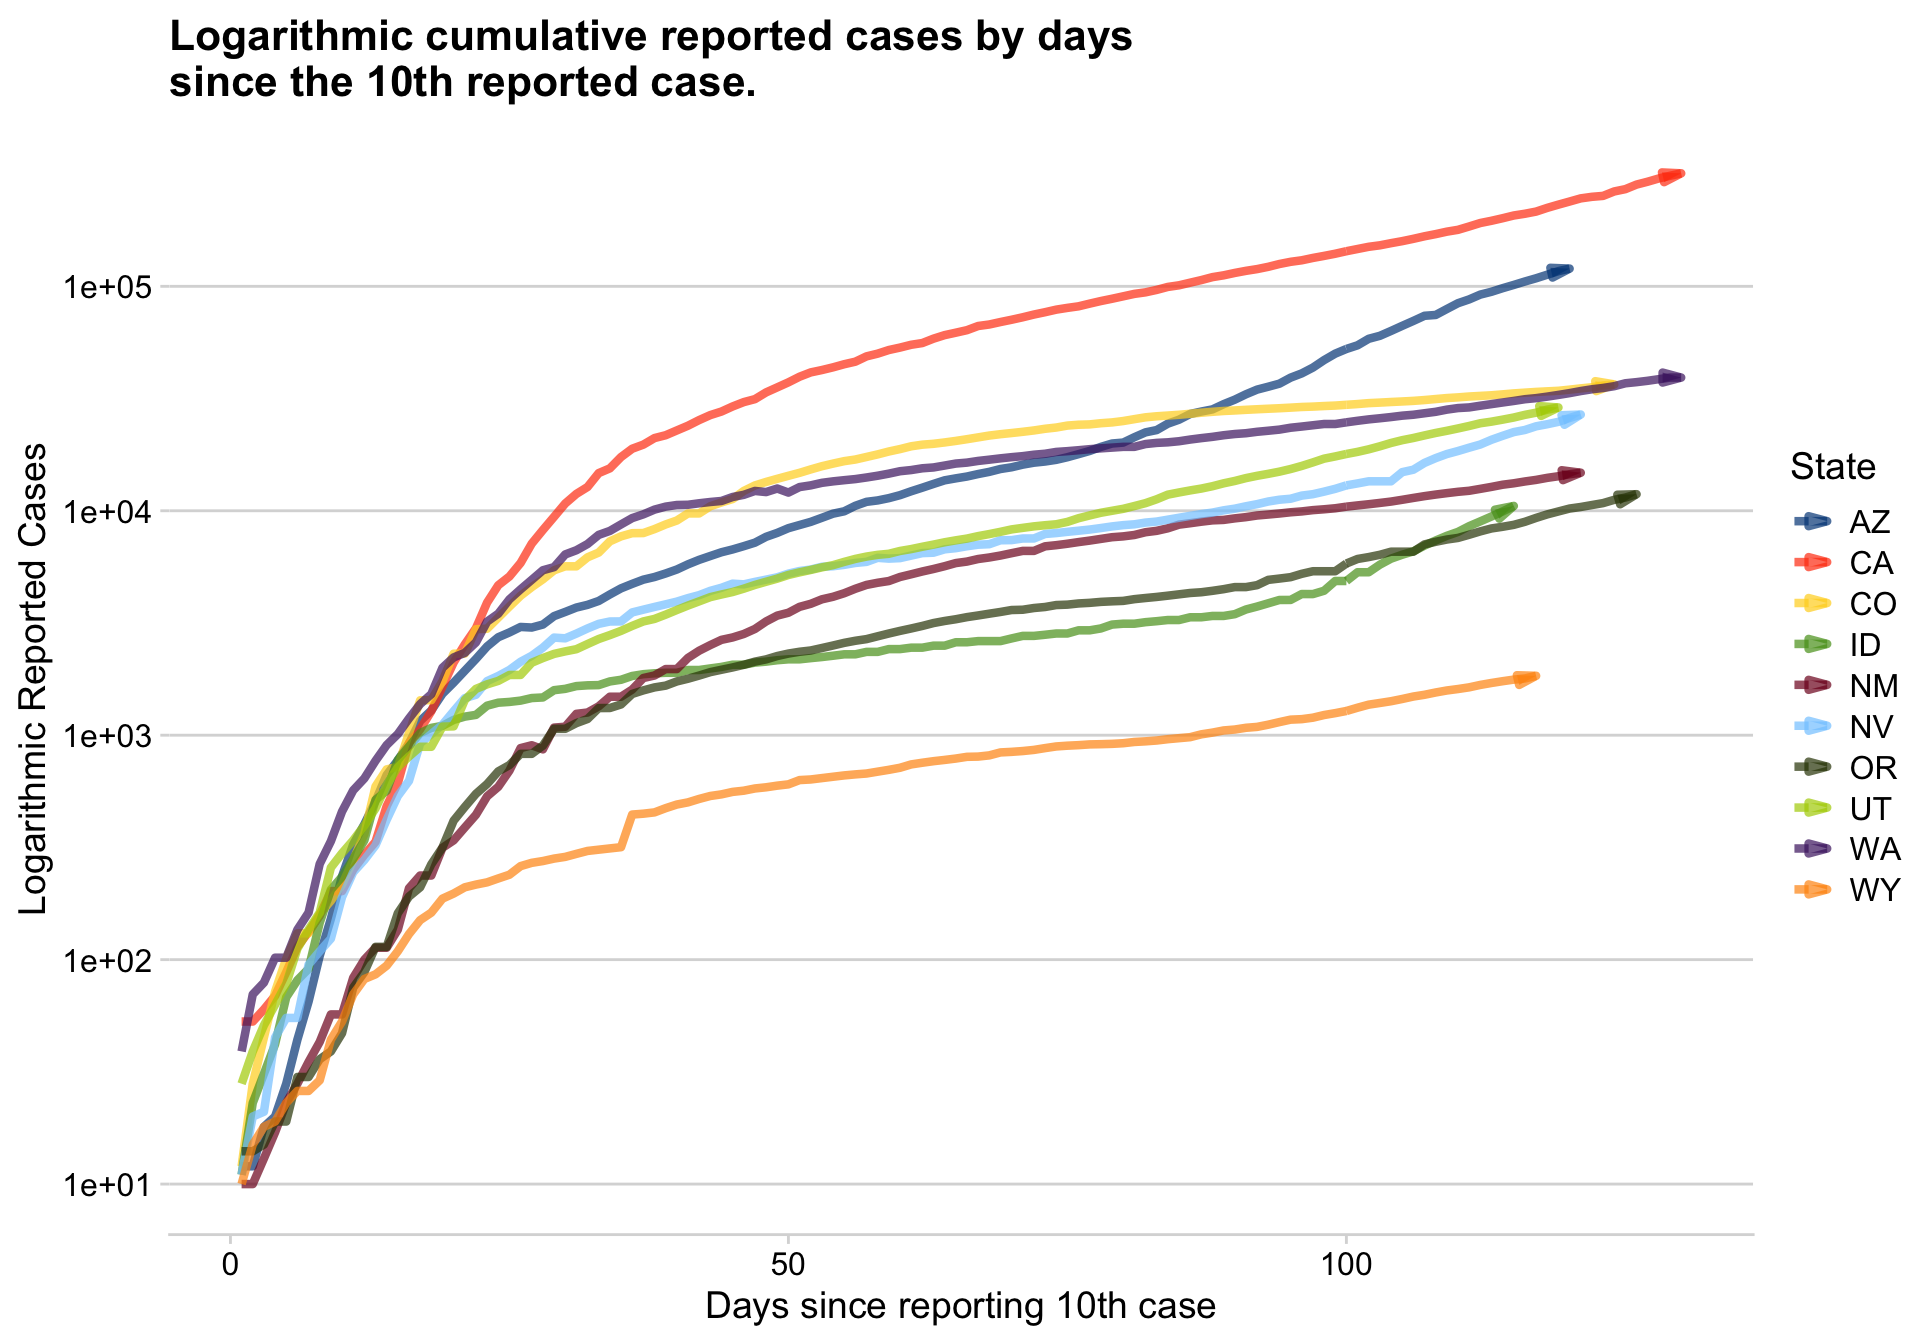 Logarithmic cumulative reported cases by days
since the 10th reported case.
Logarithmic Reported Cases
1e+05
1e+04
1e+03
1e+02
1e+01
0
50
100
Days since reporting 10th case
State
AZ
CA
CO
ID
NM
NV
OR
UT
WA
WY